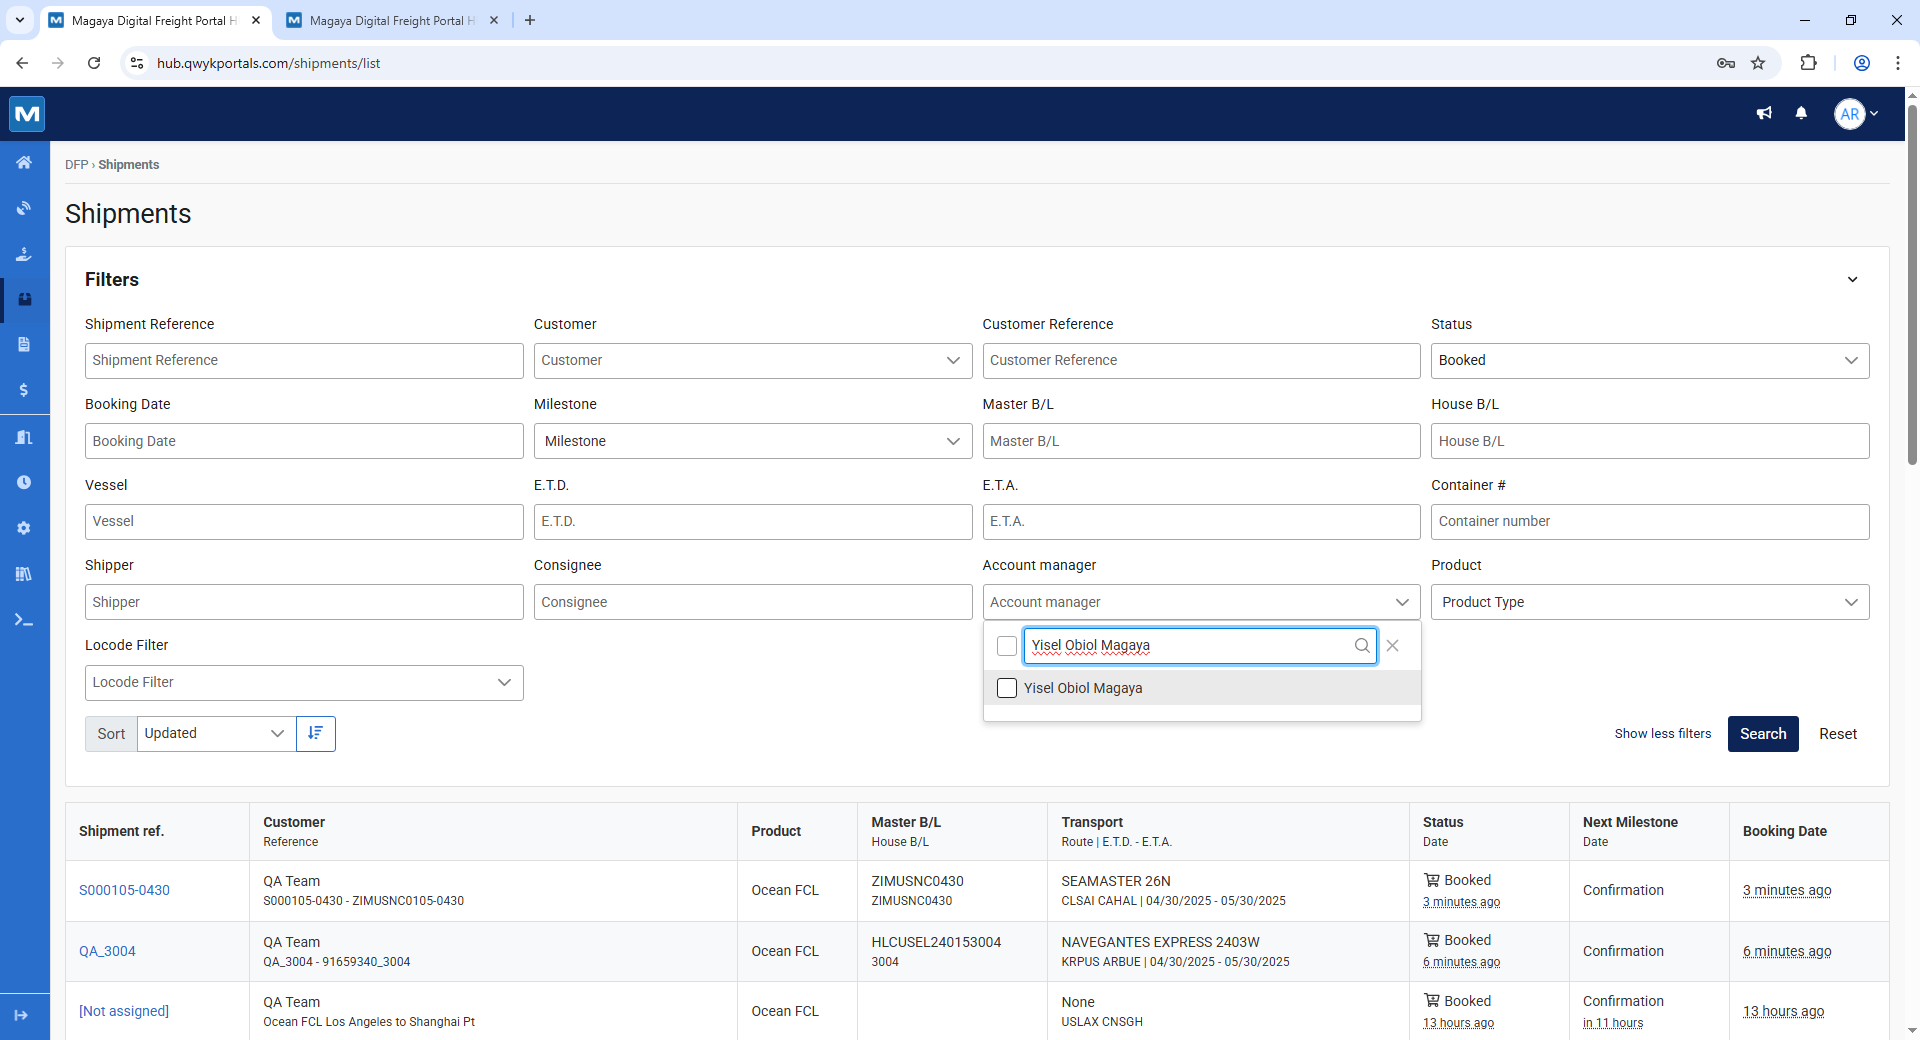 Magaya Digital Freight Portal H
Magaya Digital Freight Portal H
hub.qwykportals.com/shipments/list
M
AR
DFP › Shipments
Shipments
Filters
Shipment Reference
Customer
Customer Reference
Status
Shipment Reference
Customer
Customer Reference
Booked
Booking Date
Milestone
Master B/L
House B/L
Booking Date
Milestone
Master B/L
House B/L
Vessel
E.T.D.
E.T.A.
Container #
Vessel
E.T.D.
E.T.A.
Container number
Shipper
Consignee
Account manager
Product
Shipper
Consignee
Account manager
Product Type
Locode Filter
Yisel Obiol Magaya
Locode Filter
Yisel Obiol Magaya
Sort
Updated
Show less filters
Search
Reset
Shipment ref.
Customer
Reference
Product
Master B/L
House B/L
Transport
Route | E.T.D. - E.T.A.
Status
Date
Next Milestone
Date
Booking Date
S000105-0430
QA Team
S000105-0430 - ZIMUSNC0105-0430
Ocean FCL
ZIMUSNC0430
ZIMUSNC0430
SEAMASTER 26N
CLSAI CAHAL | 04/30/2025 - 05/30/2025
Booked
3 minutes ago
Confirmation
3 minutes ago
QA_3004
QA Team
QA_3004 - 91659340_3004
Ocean FCL
HLCUSEL240153004
3004
NAVEGANTES EXPRESS 2403W
KRPUS ARBUE | 04/30/2025 - 05/30/2025
Booked
6 minutes ago
Confirmation
6 minutes ago
[Not assigned]
QA Team
Ocean FCL Los Angeles to Shanghai Pt
Ocean FCL
None
USLAX CNSGH
Booked
13 hours ago
Confirmation
in 11 hours
13 hours ago